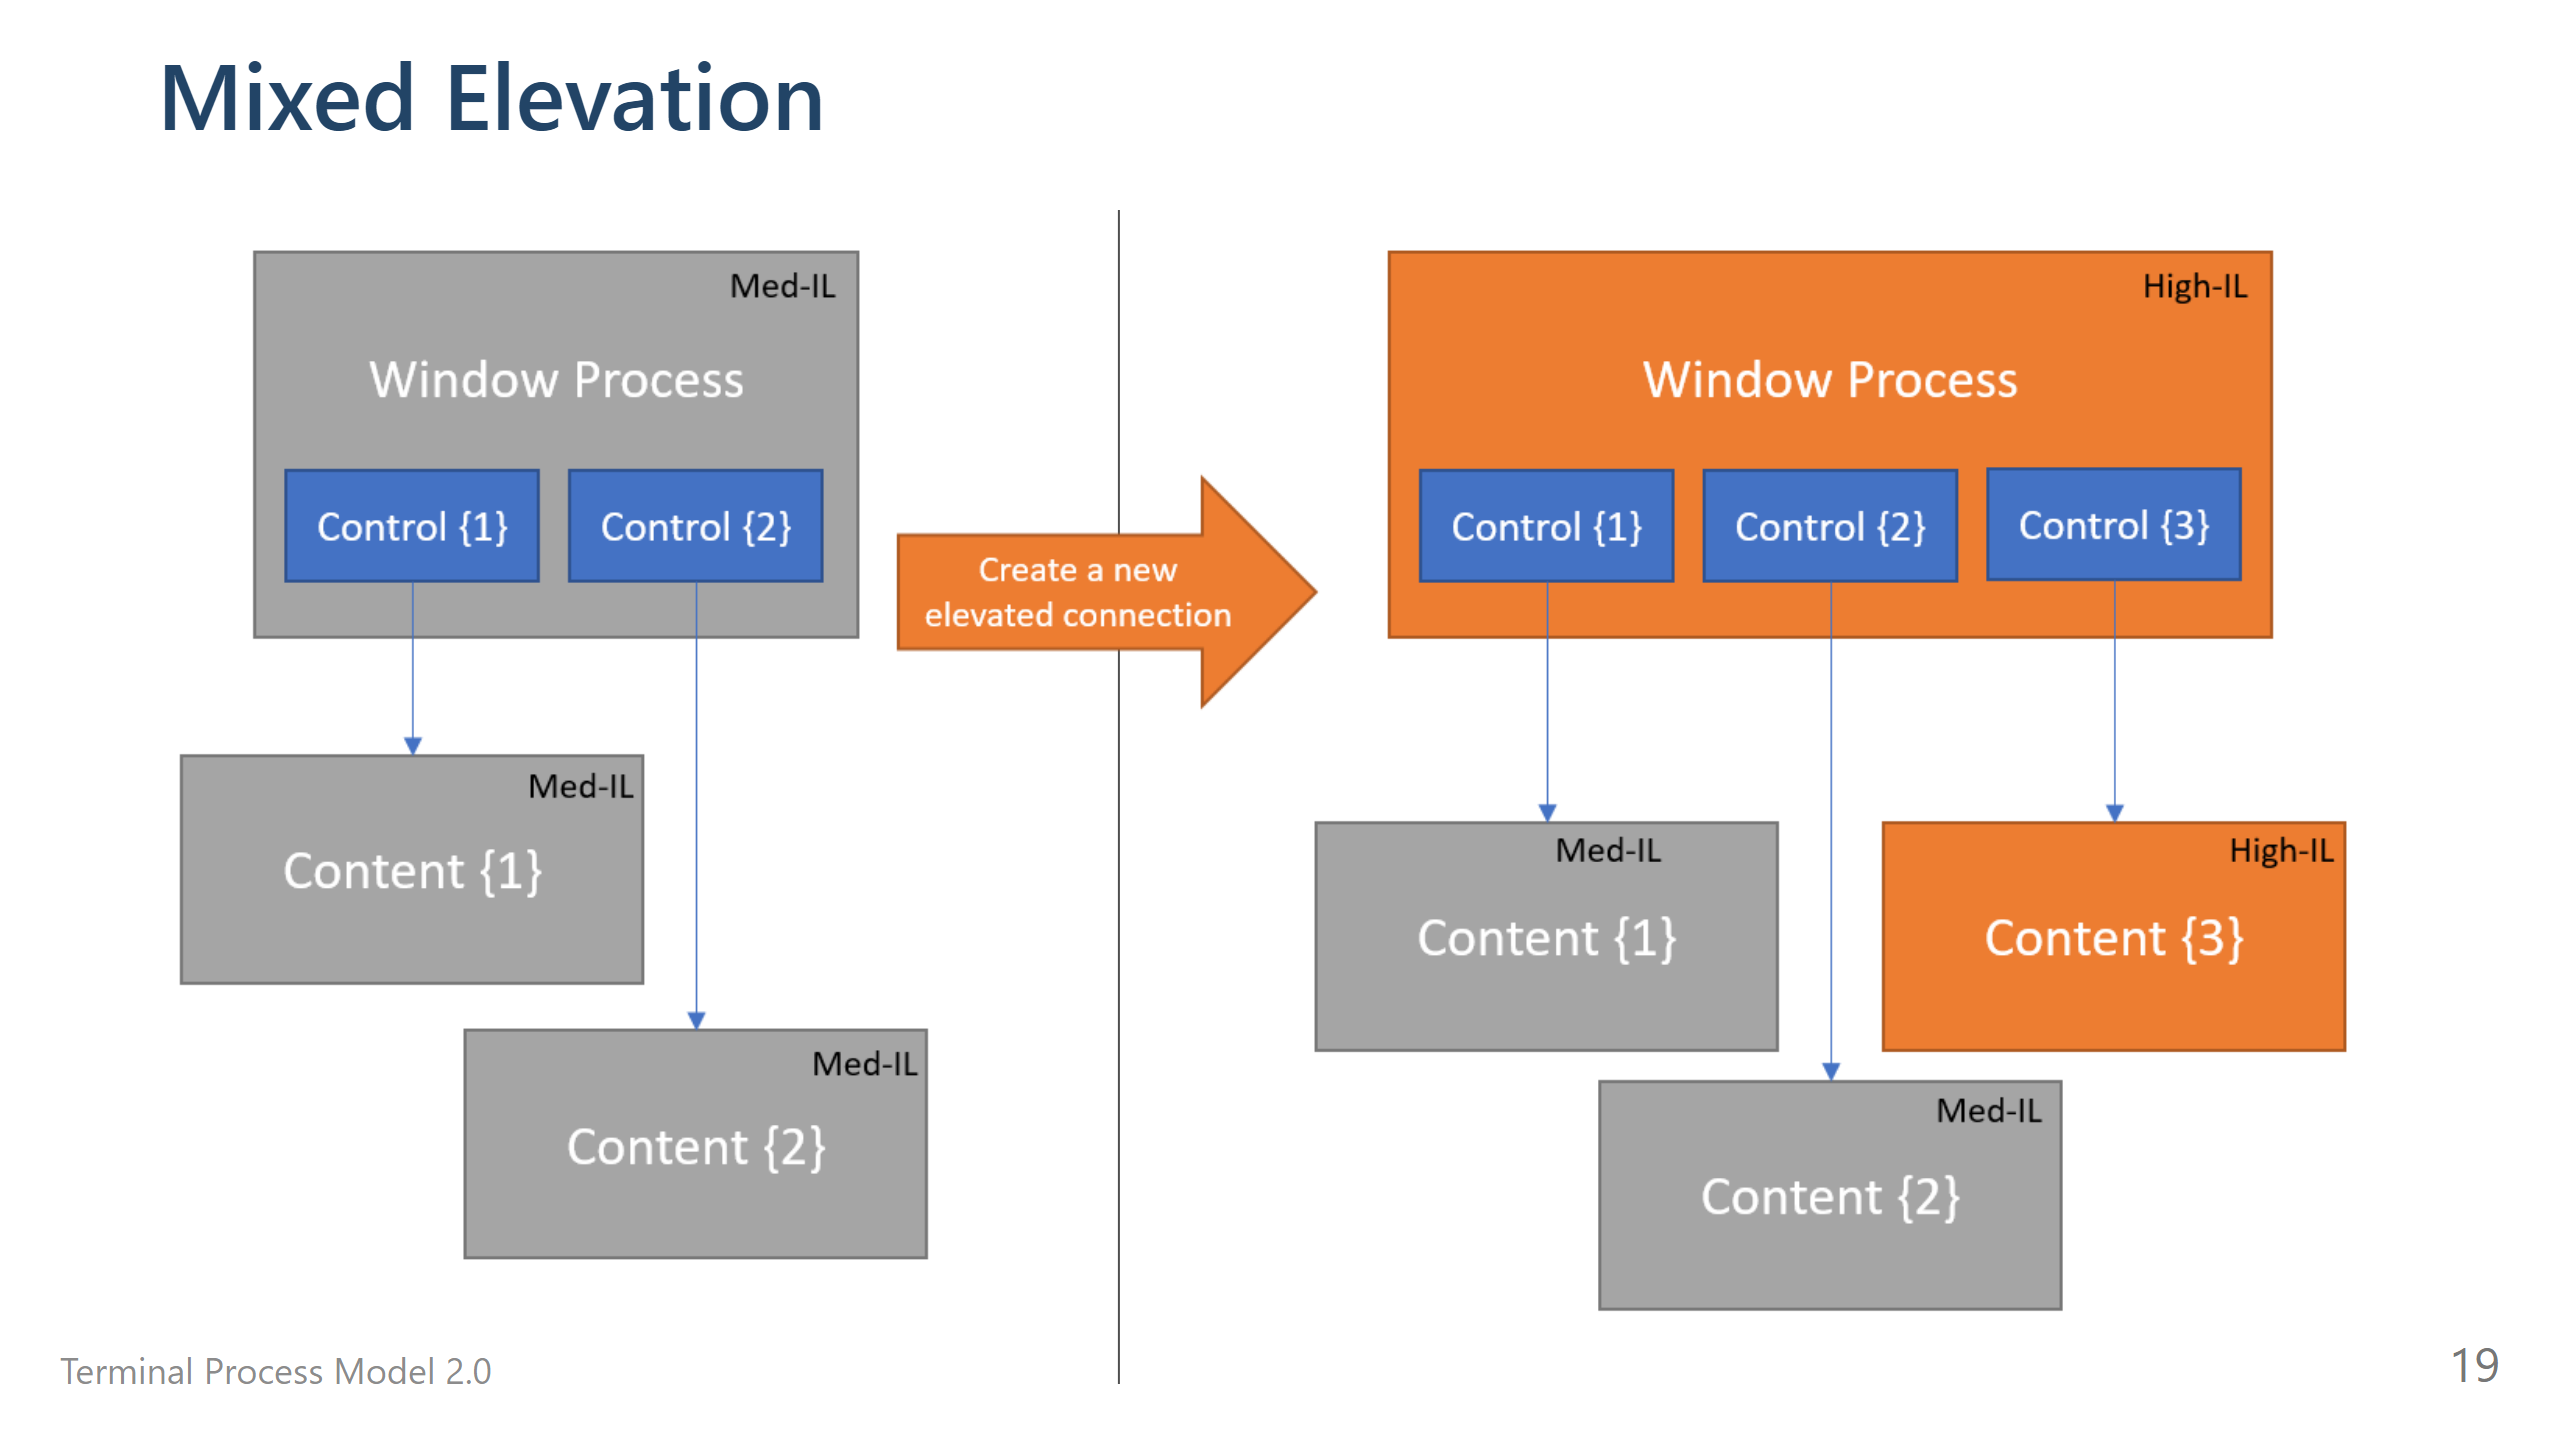 Mixed Elevation
Med-IL
Window Process
Control {1}
Control {2}
Med-IL
Content {1}
Med-IL
Content {2}
Create a new
elevated connection
High-IL
Window Process
Control {1}
Control {2}
Control {3}
Med-IL
Content {1}
High-IL
Content {3}
Med-IL
Content {2}
Terminal Process Model 2.0
19